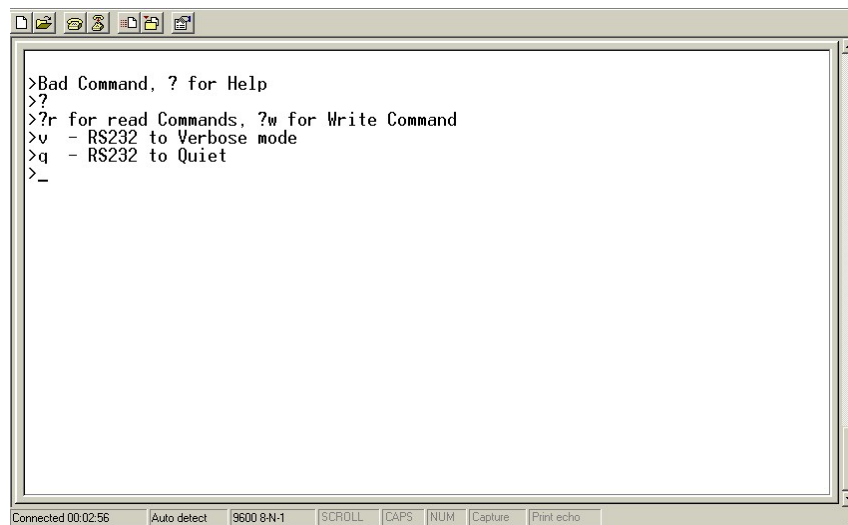 >Bad Command, ? for Help
>?
>?r for read Commands, ?w for Write Command
>v  - RS232 to Verbose mode
>q  - RS232 to Quiet
>_
Connected 00:02:56 Auto detect 9600 8-N-1 SCROLL CAPS NUM Capture Print echo